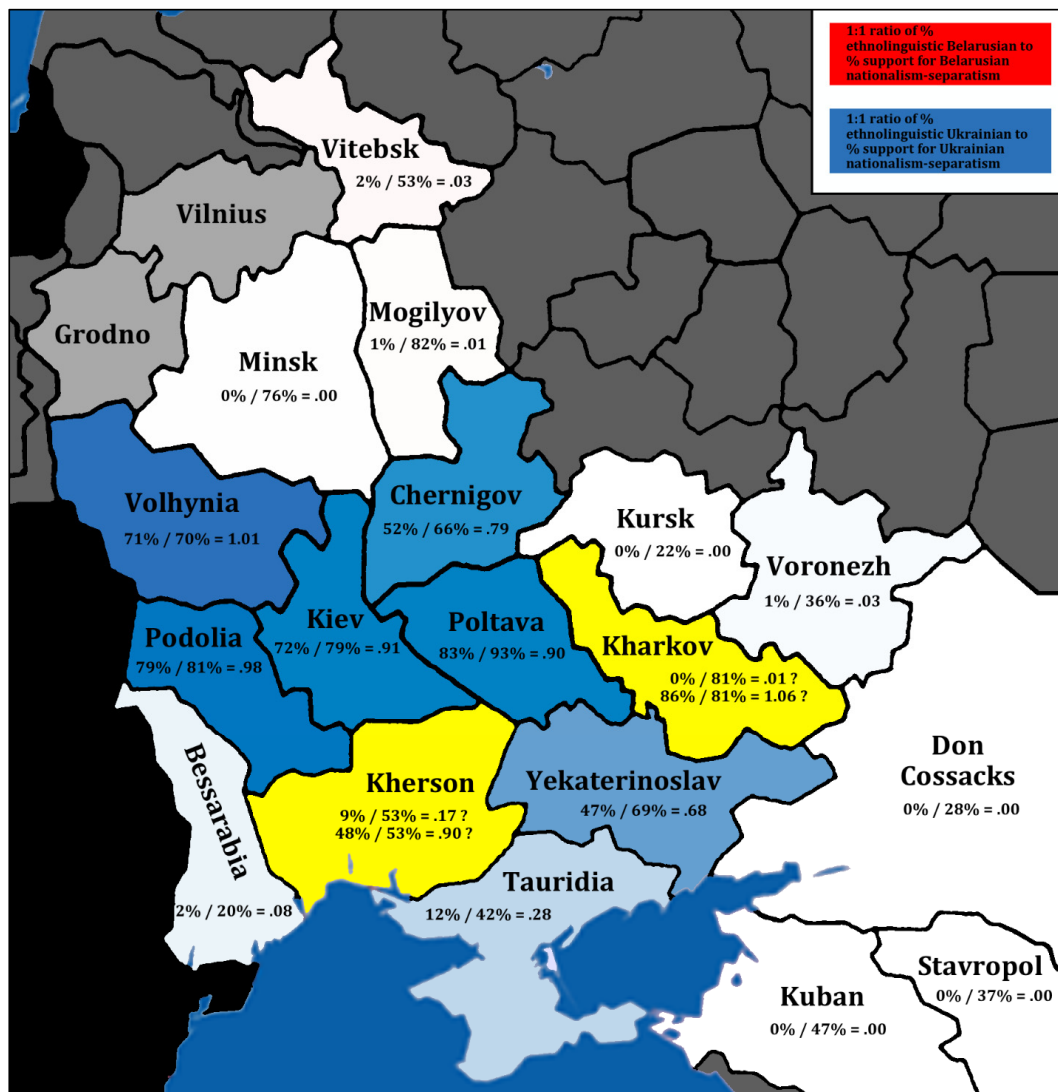 1:1 ratio of %
ethnolinguistic Belarusian to
% support for Belarusian
nationalism-separatism
1:1 ratio of %
ethnolinguistic Ukrainian to
% support for Ukrainian
nationalism-separatism
Vitebsk
2% / 53% = .03
Vilnius
Grodno
Minsk
0% / 76% = .00
Mogilyov
1% / 82% = .01
Volhynia
71% / 70% = 1.01
Chernigov
52% / 66% = .79
Kursk
0% / 22% = .00
Voronezh
1% / 36% = .03
Podolia
79% / 81% = .98
Kiev
72% / 79% = .91
Poltava
83% / 93% = .90
Kharkov
0% / 81% = .01 ?
86% / 81% = 1.06 ?
Don
Cossacks
0% / 28% = .00
Bessarabia
2% / 20% = .08
Kherson
9% / 53% = .17 ?
48% / 53% = .90 ?
Yekaterinoslav
47% / 69% = .68
Tauridia
12% / 42% = .28
Stavropol
0% / 37% = .00
Kuban
0% / 47% = .00